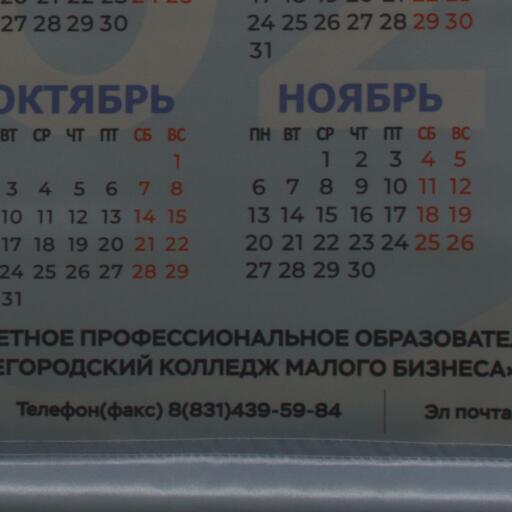 27 28 29 30
24 25 26 27 28 29 30
31
ОКТЯБРЬ
ВТ СР ЧТ ПТ СБ ВС
1
3 4 5 6 7 8
10 11 12 13 14 15
17 18 19 20 21 22
24 25 26 27 28 29
31
НОЯБРЬ
ПН ВТ СР ЧТ ПТ СБ ВС
1 2 3 4 5
6 7 8 9 10 11 12
13 14 15 16 17 18 19
20 21 22 23 24 25 26
27 28 29 30
ЕТНОЕ ПРОФЕССИОНАЛЬНОЕ ОБРАЗОВАТЕЛ
ЕГОРОДСКИЙ КОЛЛЕДЖ МАЛОГО БИЗНЕСА»
Телефон(факс) 8(831)439-59-84
Эл почта